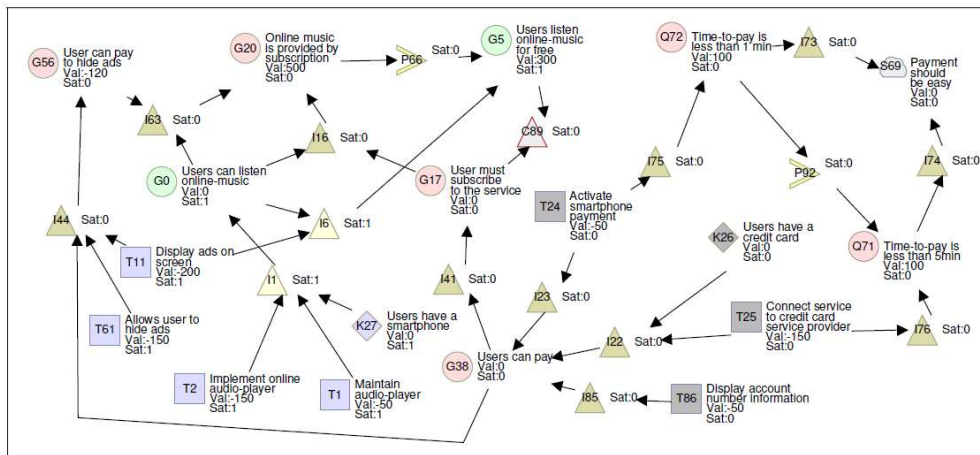 G56
User can pay
to hide ads
Val:-120
Sat:0
G20
Online music
is provided by
subscription
Val:500
Sat:0
P66
Sat:0
G5
Users listen
online-music
for free
Val:300
Sat:1
Q72
Time-to-pay is
less than 1 min
Val:100
Sat:0
I73
Sat:0
S69
Payment
should
be easy
Val:0
Sat:0
I63
Sat:0
I16
Sat:0
C89
Sat:0
G0
Users can listen
online-music
Val:0
Sat:1
G17
User must
subscribe
to the service
Val:0
Sat:0
I75
Sat:0
P92
Sat:0
I74
Sat:0
I44
Sat:0
I6
Sat:1
T24
Activate
smartphone
payment
Val:-50
Sat:0
K26
Users have a
credit card
Val:0
Sat:0
Q71
Time-to-pay is
less than 5min
Val:100
Sat:0
T11
Display ads on
screen
Val:-200
Sat:1
I1
Sat:1
I41
Sat:0
I23
Sat:0
T61
Allows user to
hide ads
Val:-150
Sat:1
K27
Users have a
smartphone
Val:0
Sat:1
T25
Connect service
to credit card
service provider
Val:-150
Sat:0
I76
Sat:0
I22
Sat:0
G38
Users can pay
Val:0
Sat:0
T2
Implement online
audio-player
Val:-150
Sat:1
T1
Maintain
audio-player
Val:-50
Sat:1
I85
Sat:0
T86
Display account
number information
Val:-50
Sat:0